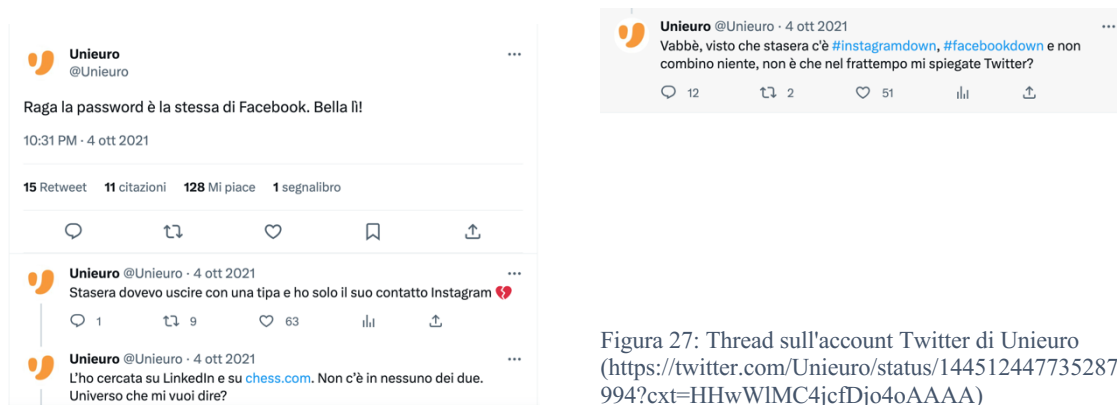 Unieuro
@Unieuro
Raga la password è la stessa di Facebook. Bella lì!
10:31 PM · 4 ott 2021
15 Retweet 11 citazioni 128 Mi piace 1 segnalibro
Unieuro @Unieuro · 4 ott 2021
Stasera dovevo uscire con una tipa e ho solo il suo contatto Instagram 💔
1 9 63
Unieuro @Unieuro · 4 ott 2021
L'ho cercata su LinkedIn e su chess.com. Non c'è in nessuno dei due.
Universo che mi vuoi dire?
Unieuro @Unieuro · 4 ott 2021
Vabbè, visto che stasera c'è #instagramdown, #facebookdown e non
combino niente, non è che nel frattempo mi spiegate Twitter?
12 2 51
Figura 27: Thread sull'account Twitter di Unieuro
(https://twitter.com/Unieuro/status/144512447735287
994?cxt=HHwWlMC4jcfDjo4oAAAA)